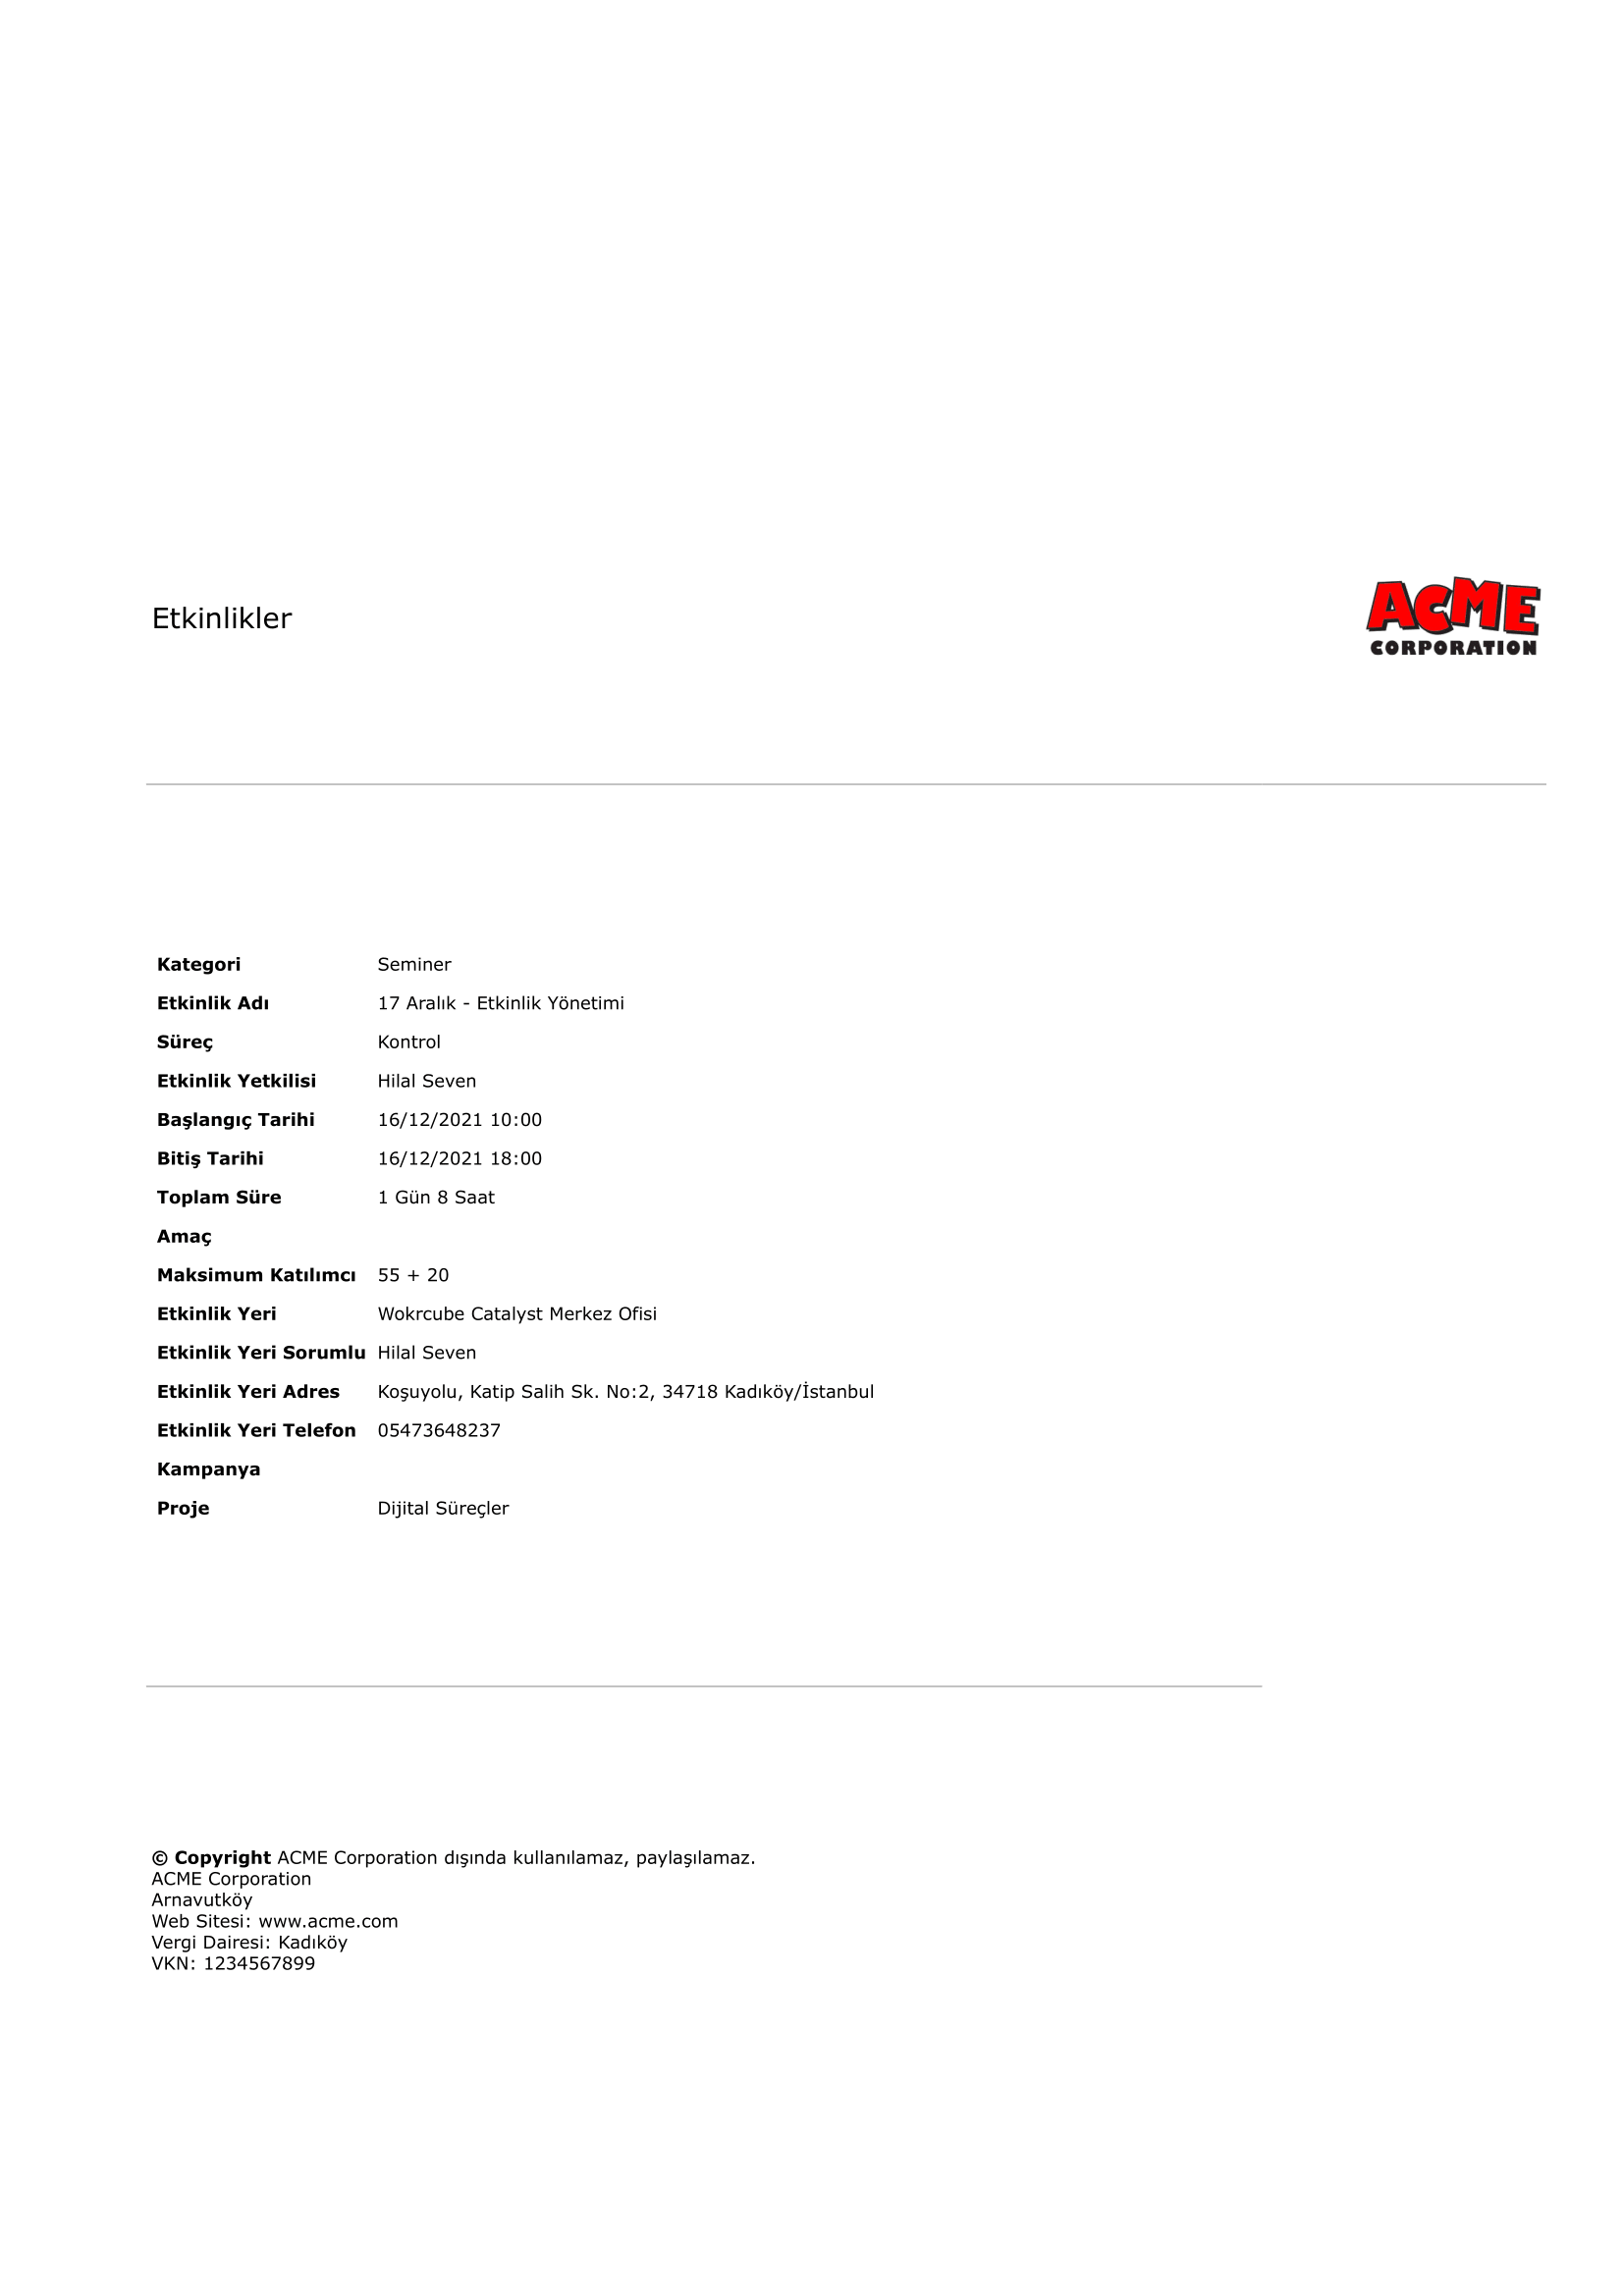 Etkinlikler
ACME
CORPORATION
Kategori Seminer
Etkinlik Adı 17 Aralık - Etkinlik Yönetimi
Süreç Kontrol
Etkinlik Yetkilisi Hilal Seven
Başlangıç Tarihi 16/12/2021 10:00
Bitiş Tarihi 16/12/2021 18:00
Toplam Süre 1 Gün 8 Saat
Amaç
Maksimum Katılımcı 55 + 20
Etkinlik Yeri Wokrcube Catalyst Merkez Ofisi
Etkinlik Yeri Sorumlu Hilal Seven
Etkinlik Yeri Adres Koşuyolu, Katip Salih Sk. No:2, 34718 Kadıköy/İstanbul
Etkinlik Yeri Telefon 05473648237
Kampanya
Proje Dijital Süreçler
© Copyright ACME Corporation dışında kullanılamaz, paylaşılamaz.
ACME Corporation
Arnavutköy
Web Sitesi: www.acme.com
Vergi Dairesi: Kadıköy
VKN: 1234567899